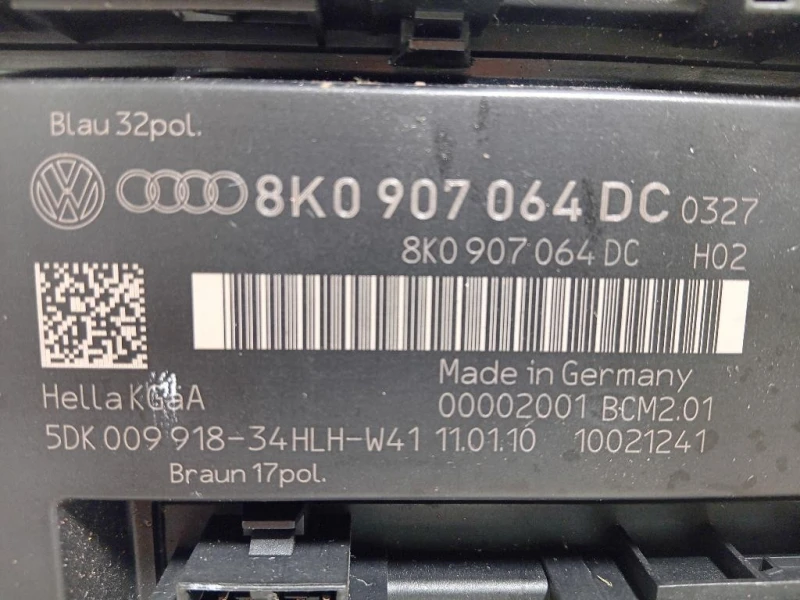 Blau 32pol.
8K0 907 064 DC 0327
8K0 907 064 DC H02
Made in Germany
Hella KGaA
00002001 BCM2.01
5DK 009 918-34HLH-W41 11.01.10 10021241
Braun 17pol.